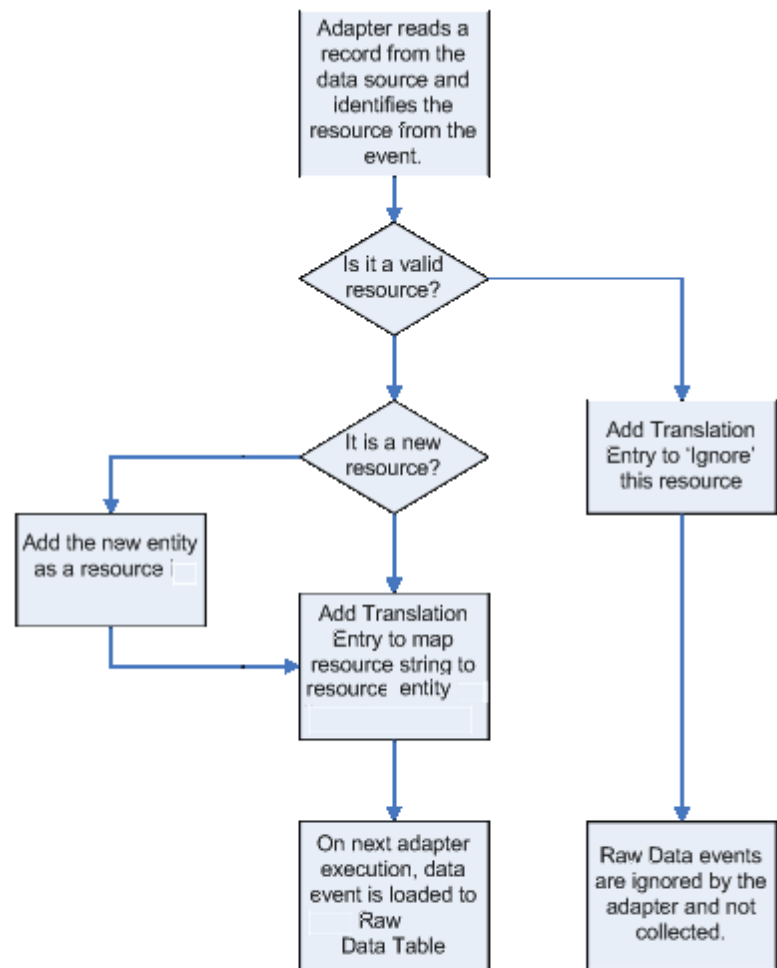 Adapter reads a
record from the
data source and
identifies the
resource from the
event.
Is it a valid
resource?
It is a new
resource?
Add Translation
Entry to ‘Ignore’
this resource
Add the new entity
as a resource
Add Translation
Entry to map
resource string to
resource entity
On next adapter
execution, data
event is loaded to
Raw
Data Table
Raw Data events
are ignored by the
adapter and not
collected.